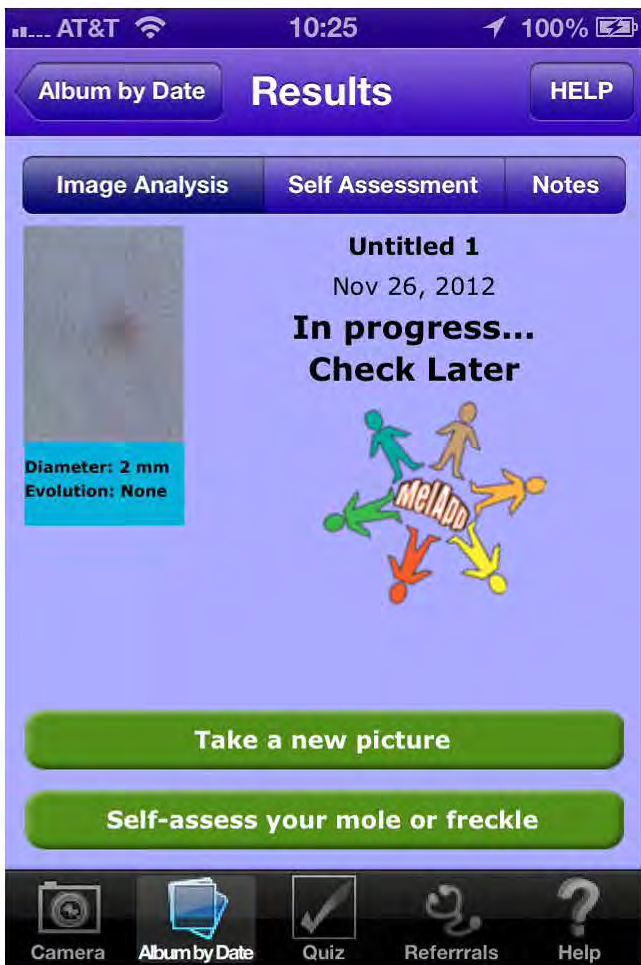 AT&T 10:25 100%
Album by Date Results HELP
Image Analysis Self Assessment Notes
Untitled 1
Nov 26, 2012
In progress...
Check Later
MelApp
Diameter: 2 mm
Evolution: None
Take a new picture
Self-assess your mole or freckle
Camera Album by Date Quiz Referrrals Help